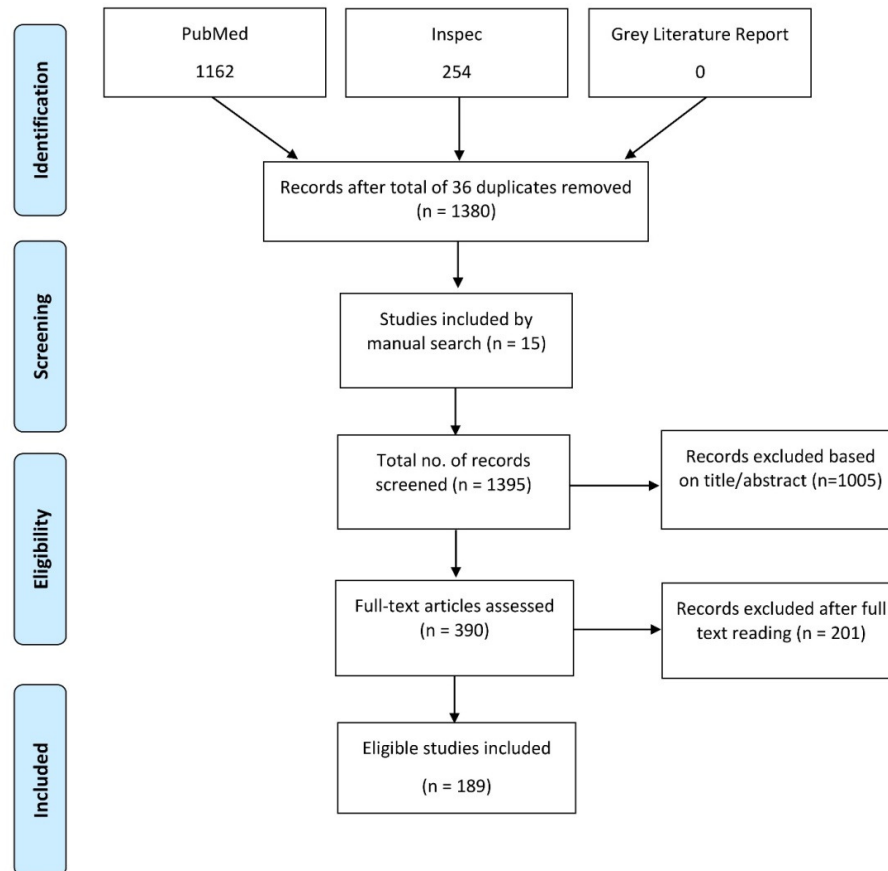 Identification
PubMed
1162
Inspec
254
Grey Literature Report
0
Records after total of 36 duplicates removed
(n = 1380)
Screening
Studies included by
manual search (n = 15)
Total no. of records
screened (n = 1395)
Records excluded based
on title/abstract (n=1005)
Eligibility
Full-text articles assessed
(n = 390)
Records excluded after full
text reading (n = 201)
Included
Eligible studies included
(n = 189)